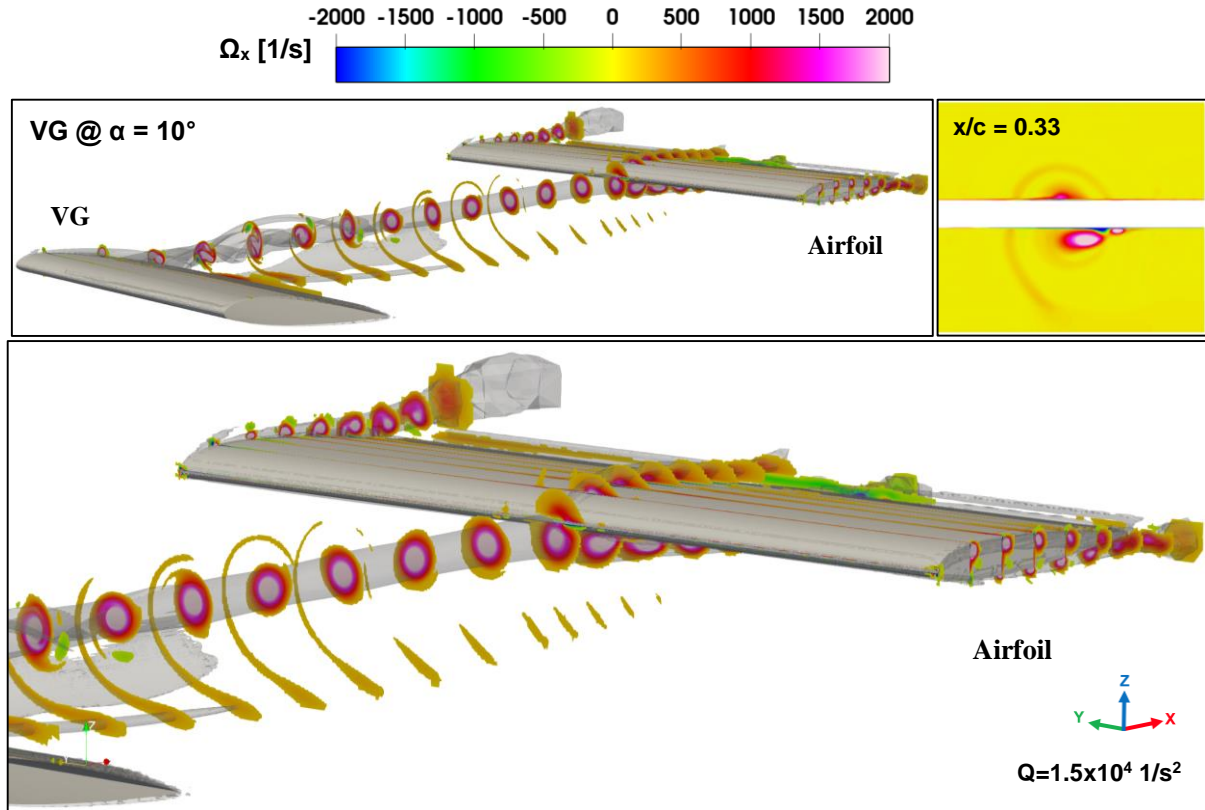 -2000 -1500 -1000 -500 0 500 1000 1500 2000
Ωx [1/s]
VG @ α = 10°
x/c = 0.33
VG
Airfoil
Airfoil
Z
Y
X
Z
Q=1.5x10⁴ 1/s²